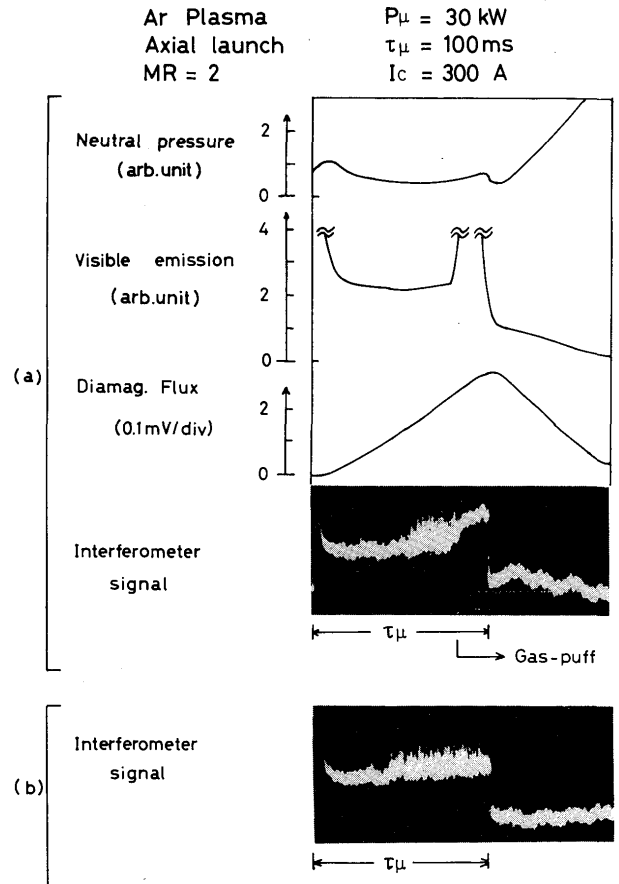 Ar Plasma
Axial launch
MR = 2
Pμ = 30 kW
τμ = 100 ms
Ic = 300 A
(a)
Neutral pressure
(arb.unit)
2
0
Visible emission
(arb.unit)
4
2
0
Diamag. Flux
(0.1mV/div)
2
0
Interferometer
signal
τμ
Gas-puff
(b)
Interferometer
signal
τμ